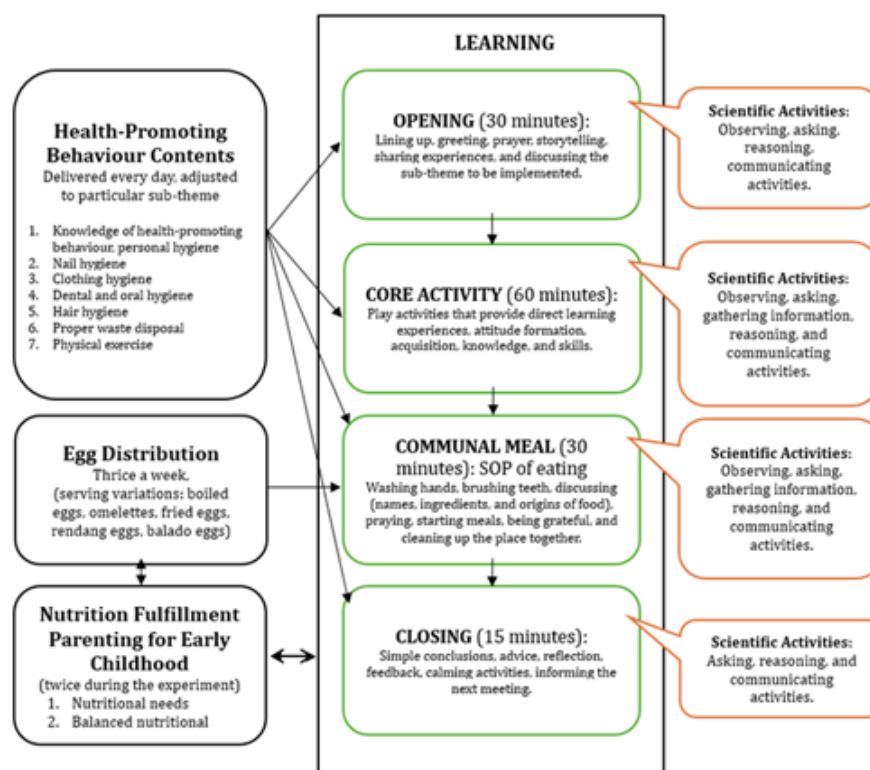 LEARNING
Health-Promoting
Behaviour Contents
Delivered every day, adjusted
to particular sub-theme
1. Knowledge of health-promoting
behaviour, personal hygiene
2. Nail hygiene
3. Clothing hygiene
4. Dental and oral hygiene
5. Hair hygiene
6. Proper waste disposal
7. Physical exercise
Egg Distribution
Thrice a week,
(serving variations: boiled
eggs, omelettes, fried eggs,
rendang eggs, balado eggs)
Nutrition Fulfillment
Parenting for Early
Childhood
(twice during the experiment)
1. Nutritional needs
2. Balanced nutritional
OPENING (30 minutes):
Lining up, greeting, prayer, storytelling,
sharing experiences, and discussing the
sub-theme to be implemented.
CORE ACTIVITY (60 minutes):
Play activities that provide direct learning
experiences, attitude formation,
acquisition, knowledge, and skills.
COMMUNAL MEAL (30
minutes): SOP of eating
Washing hands, brushing teeth, discussing
(names, ingredients, and origins of food),
praying, starting meals, being grateful, and
cleaning up the place together.
CLOSING (15 minutes):
Simple conclusions, advice, reflection,
feedback, calming activities, informing the
next meeting.
Scientific Activities:
Observing, asking,
reasoning,
communicating
activities.
Scientific Activities:
Observing, asking,
gathering information,
reasoning, and
communicating
activities.
Scientific Activities:
Observing, asking,
gathering information,
reasoning, and
communicating
activities.
Scientific Activities:
Asking, reasoning, and
communicating
activities.